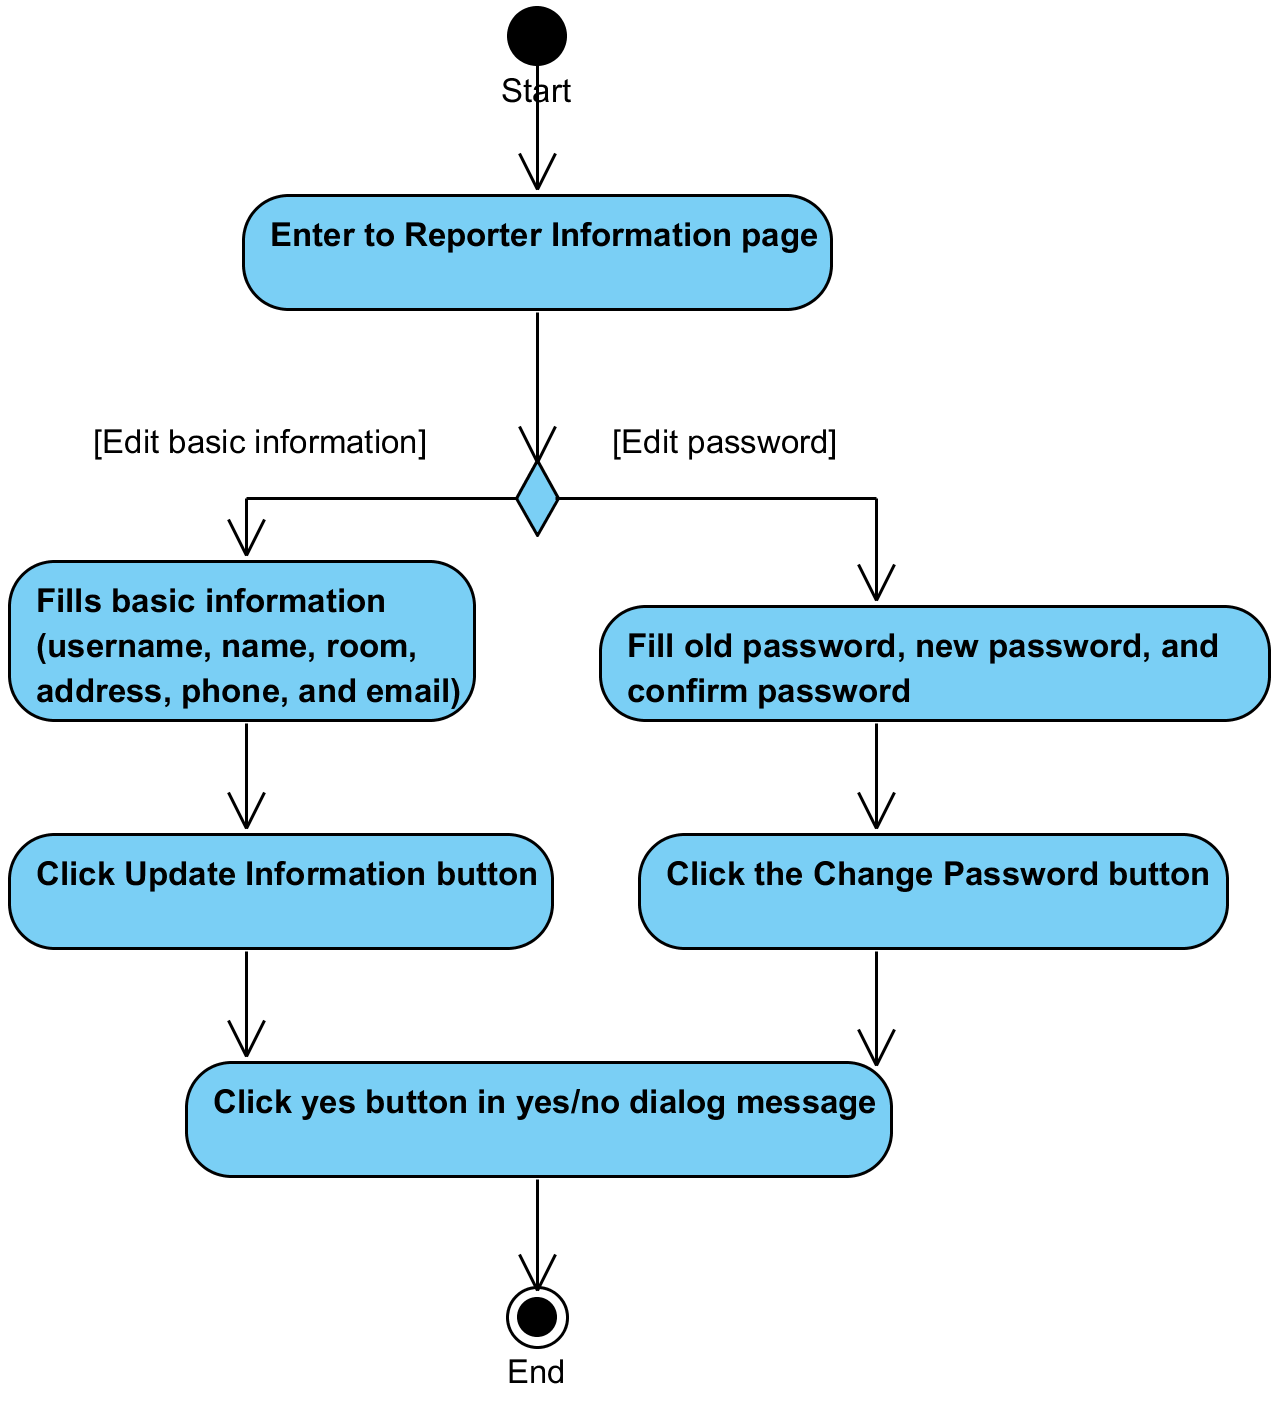 Start
Enter to Reporter Information page
[Edit basic information]
[Edit password]
Fills basic information
(username, name, room,
address, phone, and email)
Fill old password, new password, and
confirm password
Click Update Information button
Click the Change Password button
Click yes button in yes/no dialog message
End